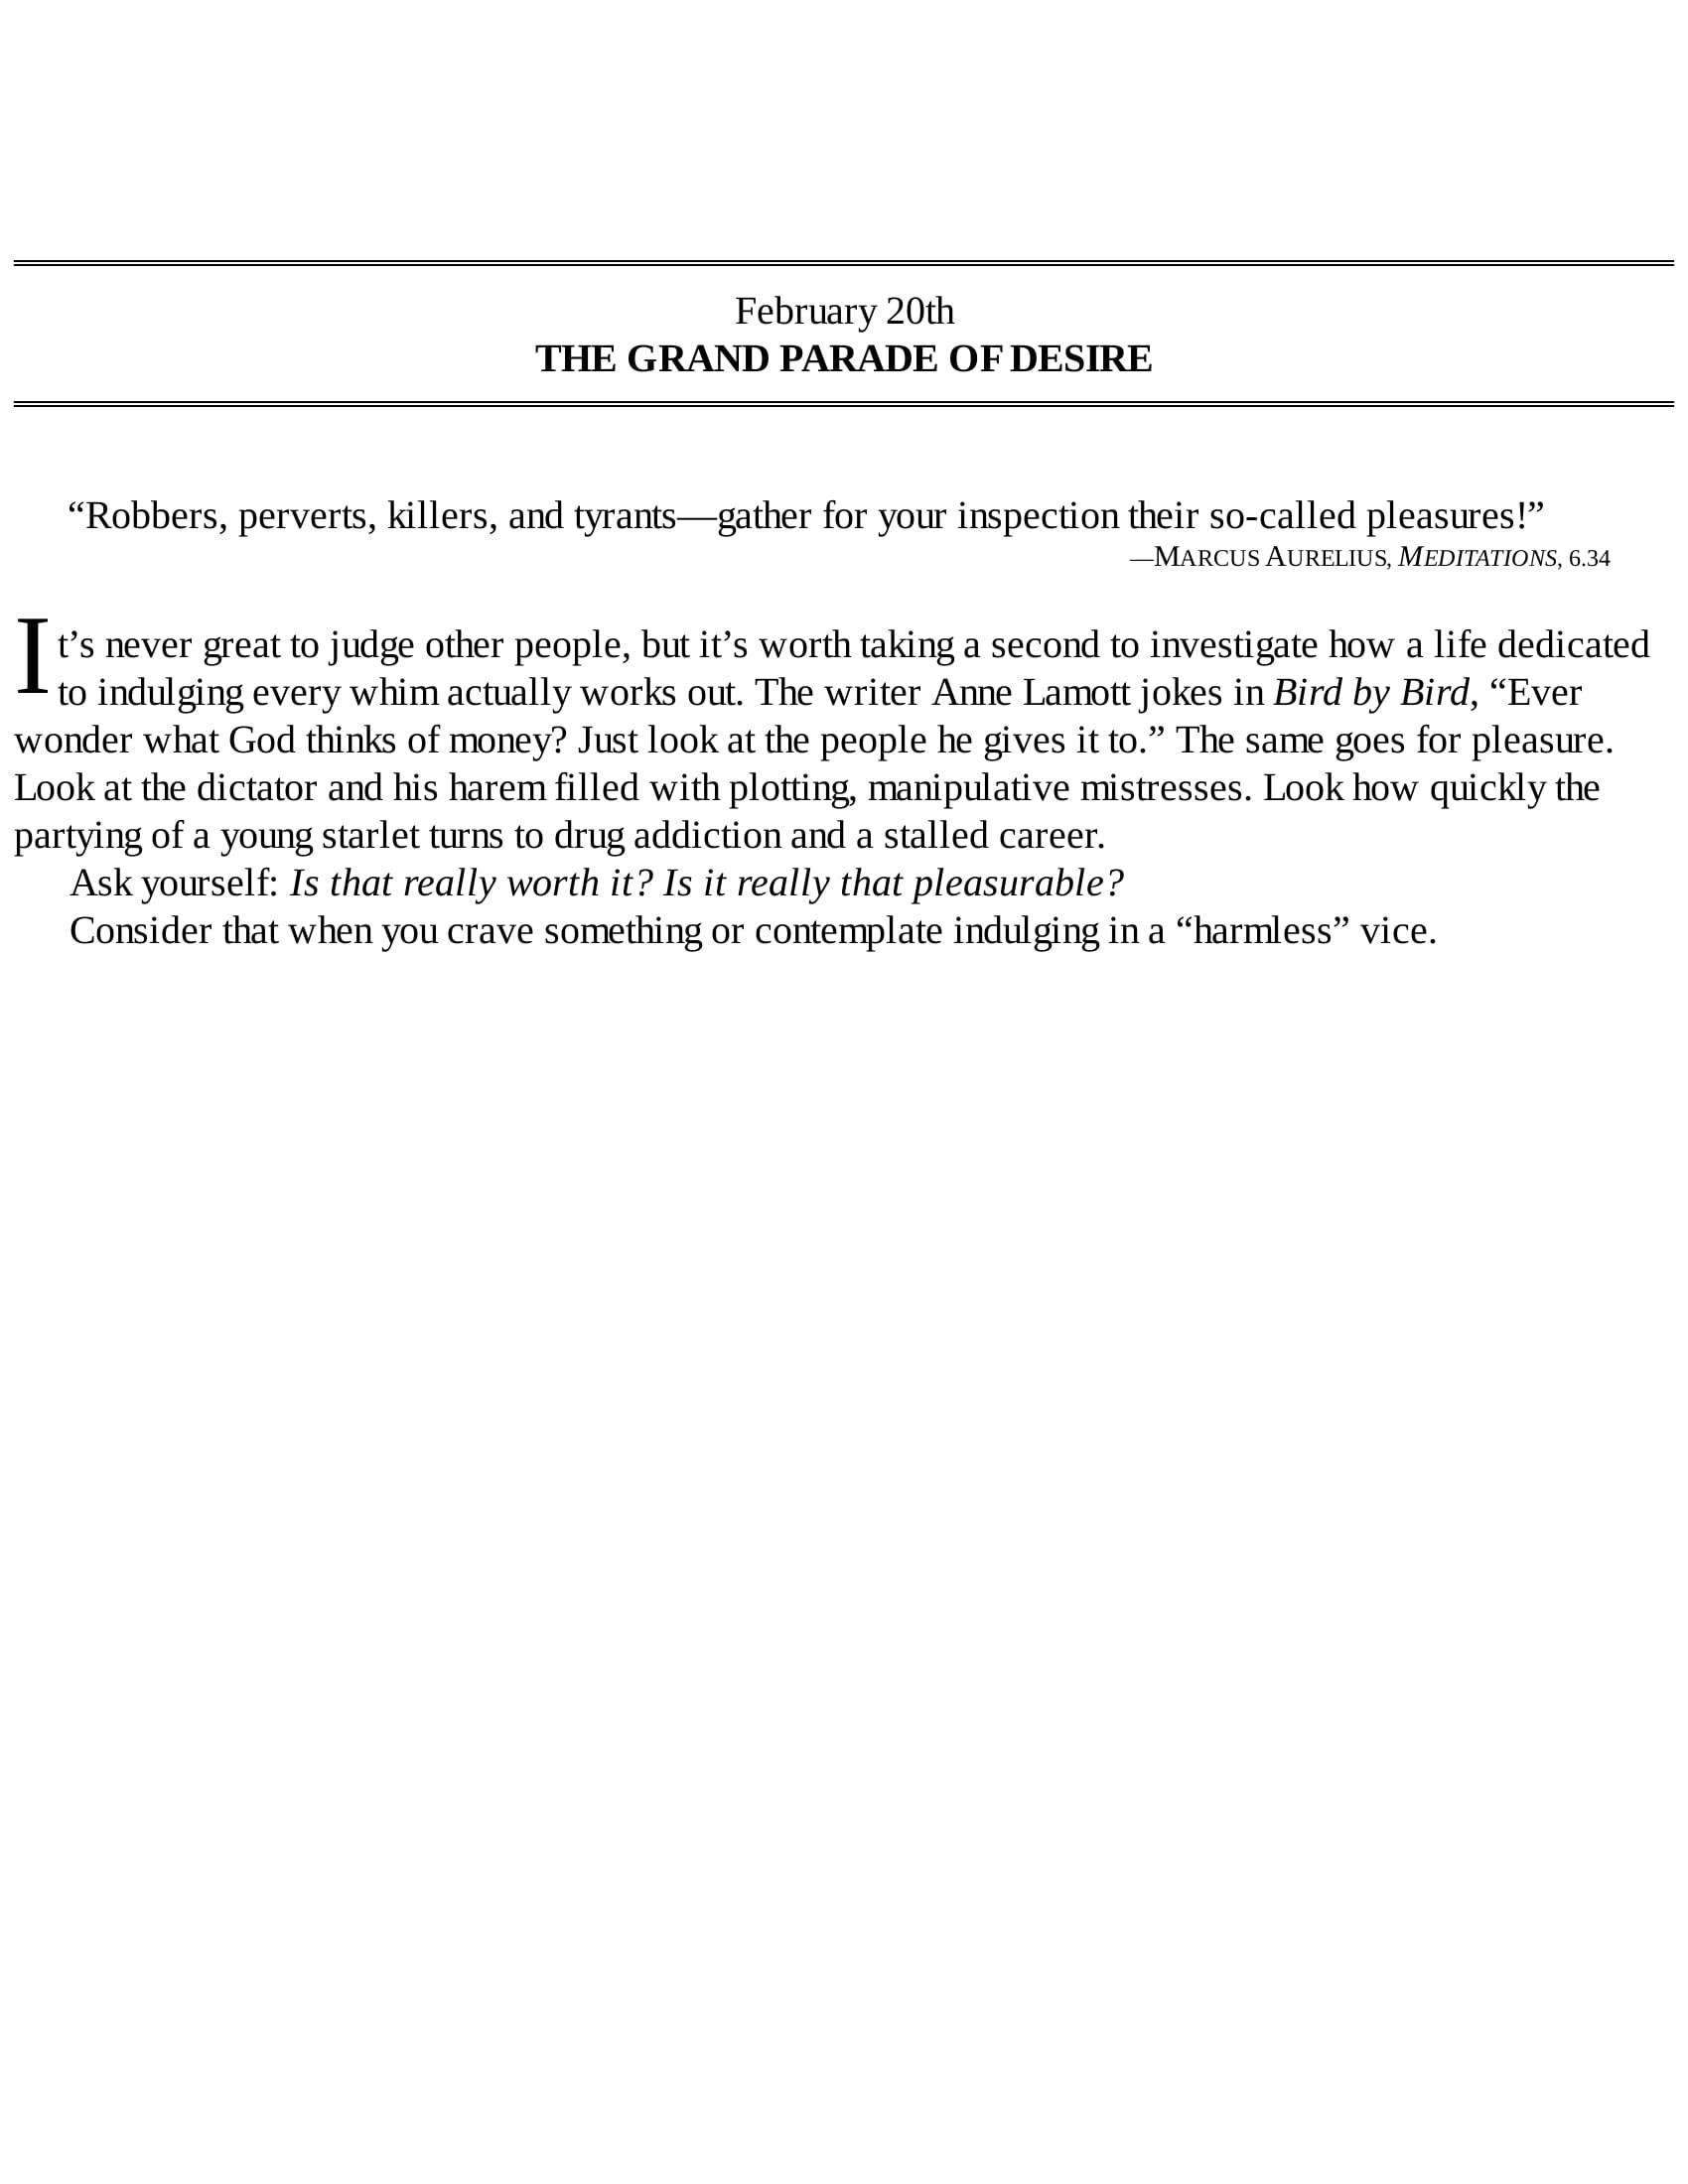 February 20th
THE GRAND PARADE OF DESIRE
“Robbers, perverts, killers, and tyrants—gather for your inspection their so-called pleasures!”
—MARCUS AURELIUS, MEDITATIONS, 6.34
It’s never great to judge other people, but it’s worth taking a second to investigate how a life dedicated
to indulging every whim actually works out. The writer Anne Lamott jokes in Bird by Bird, “Ever
wonder what God thinks of money? Just look at the people he gives it to.” The same goes for pleasure.
Look at the dictator and his harem filled with plotting, manipulative mistresses. Look how quickly the
partying of a young starlet turns to drug addiction and a stalled career.
Ask yourself: Is that really worth it? Is it really that pleasurable?
Consider that when you crave something or contemplate indulging in a “harmless” vice.